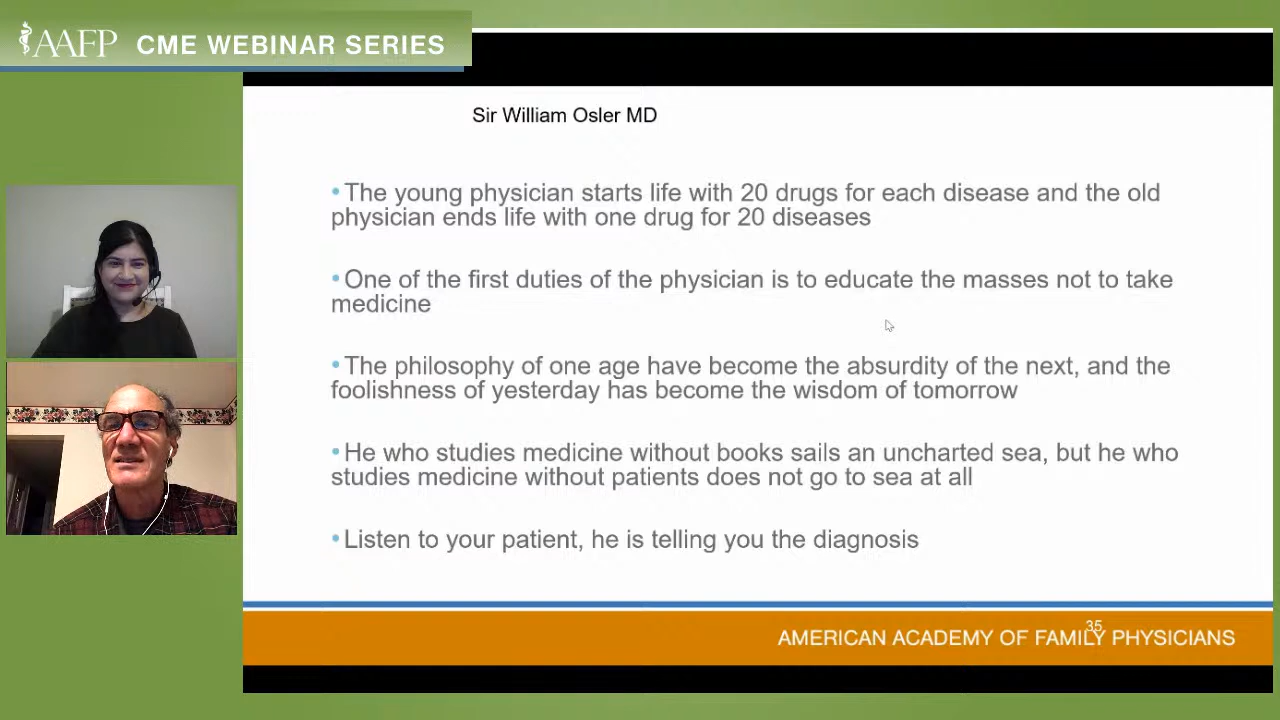 AAFP CME WEBINAR SERIES
Sir William Osler MD
•The young physician starts life with 20 drugs for each disease and the old
physician ends life with one drug for 20 diseases
•One of the first duties of the physician is to educate the masses not to take
medicine
•The philosophy of one age have become the absurdity of the next, and the
foolishness of yesterday has become the wisdom of tomorrow
•He who studies medicine without books sails an uncharted sea, but he who
studies medicine without patients does not go to sea at all
•Listen to your patient, he is telling you the diagnosis
35
AMERICAN ACADEMY OF FAMILY PHYSICIANS